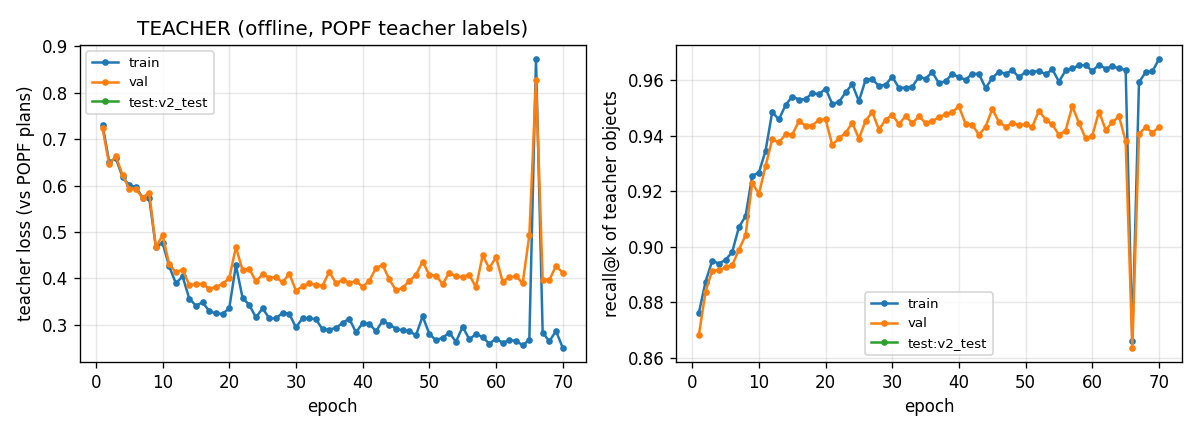 TEACHER (offline, POPF teacher labels)
teacher loss (vs POPF plans)
0.9
0.8
0.7
0.6
0.5
0.4
0.3
train
val
test:v2_test
0 10 20 30 40 50 60 70
epoch
recall@k of teacher objects
0.96
0.94
0.92
0.90
0.88
0.86
train
val
test:v2_test
0 10 20 30 40 50 60 70
epoch